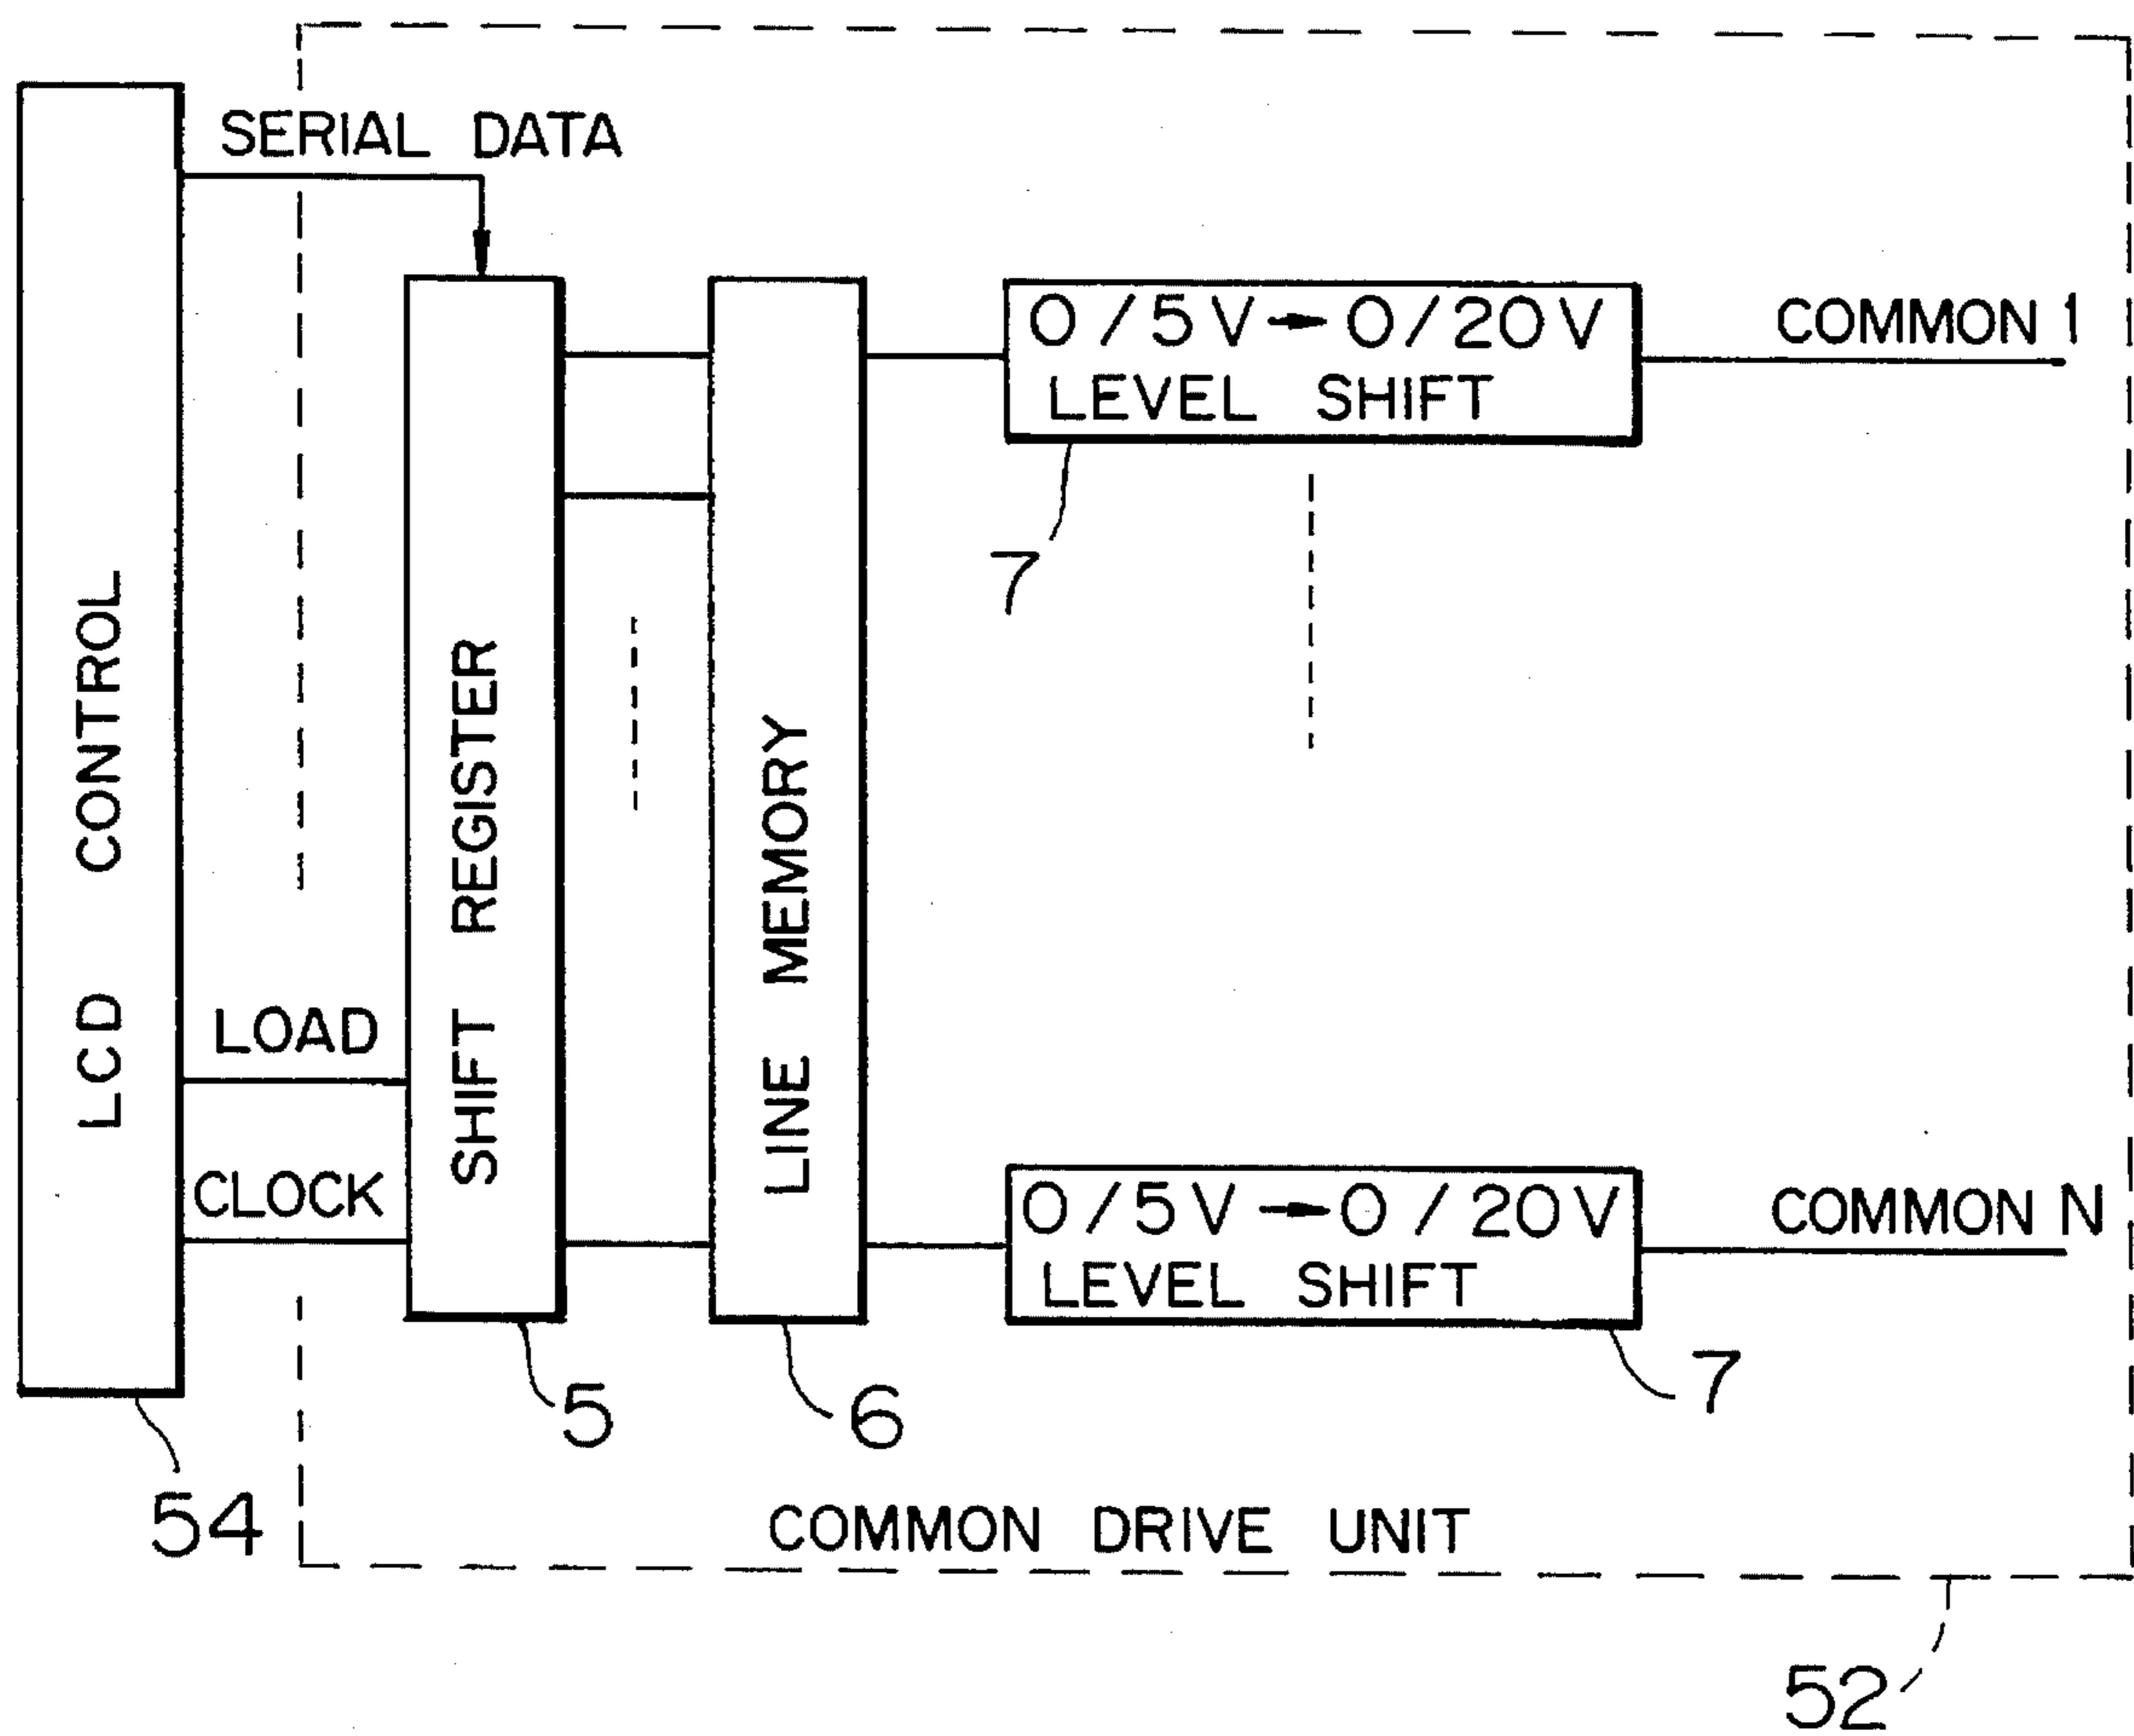 SERIAL DATA
0/5V→0/20V
LEVEL SHIFT
COMMON 1
7
LCD CONTROL
SHIFT REGISTER
LINE MEMORY
LOAD
CLOCK
0/5V→0/20V
LEVEL SHIFT
COMMON N
7
5
6
54
COMMON DRIVE UNIT
52